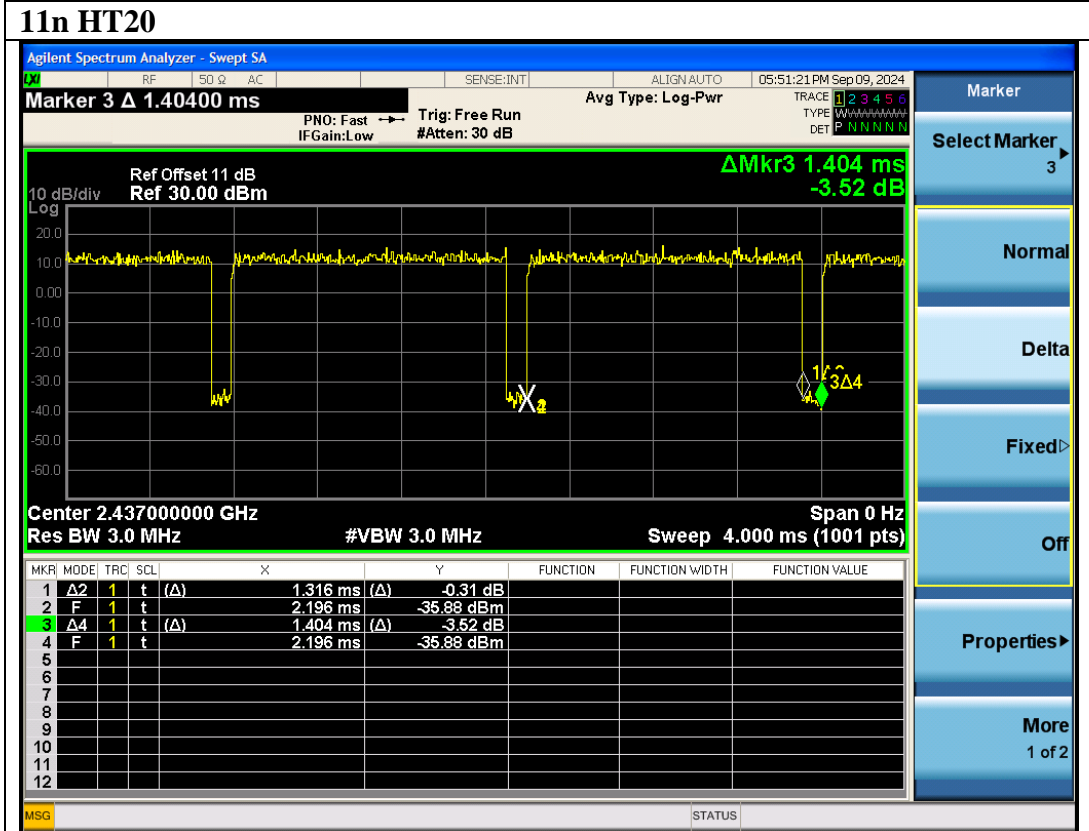 11n HT20
Agilent Spectrum Analyzer - Swept SA
LXI RF 50 Ω AC SENSE:INT ALIGN AUTO 05:51:21 PM Sep 09, 2024
Marker 3 Δ 1.40400 ms
PNO: Fast
IFGain:Low
Trig: Free Run
#Atten: 30 dB
Avg Type: Log-Pwr
TRACE 1 2 3 4 5 6
TYPE WWWWWW
DET P N N N N N
ΔMkr3 1.404 ms
-3.52 dB
Ref Offset 11 dB
10 dB/div Ref 30.00 dBm
Log
20.0
10.0
0.00
-10.0
-20.0
-30.0
-40.0
-50.0
-60.0
3Δ4
Center 2.437000000 GHz Span 0 Hz
Res BW 3.0 MHz #VBW 3.0 MHz Sweep 4.000 ms (1001 pts)
MKR MODE TRC SCL X Y FUNCTION FUNCTION WIDTH FUNCTION VALUE
1 Δ2 1 t (Δ) 1.316 ms (Δ) -0.31 dB
2 F 1 t 2.196 ms -35.88 dBm
3 Δ4 1 t (Δ) 1.404 ms (Δ) -3.52 dB
4 F 1 t 2.196 ms -35.88 dBm
5
6
7
8
9
10
11
12
MSG STATUS
Marker
Select Marker
3
Normal
Delta
Fixed
Off
Properties
More
1 of 2